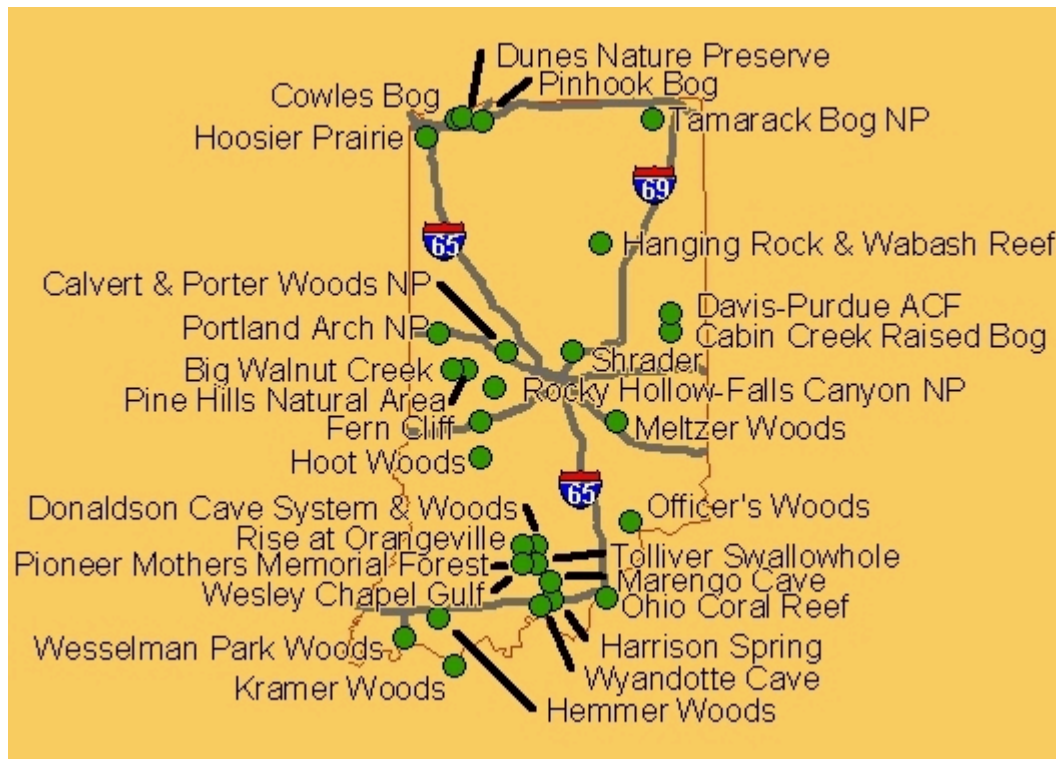 Dunes Nature Preserve
Pinhook Bog
Cowles Bog
Tamarack Bog NP
Hoosier Prairie
69
65
Hanging Rock & Wabash Reef
Calvert & Porter Woods NP
Davis-Purdue ACF
Portland Arch NP
Cabin Creek Raised Bog
Shrader
Big Walnut Creek
Rocky Hollow-Falls Canyon NP
Pine Hills Natural Area
Fern Cliff
Meltzer Woods
Hoot Woods
65
Donaldson Cave System & Woods
Officer's Woods
Rise at Orangeville
Tolliver Swallowhole
Pioneer Mothers Memorial Forest
Marengo Cave
Wesley Chapel Gulf
Ohio Coral Reef
Wesselman Park Woods
Harrison Spring
Wyandotte Cave
Kramer Woods
Hemmer Woods